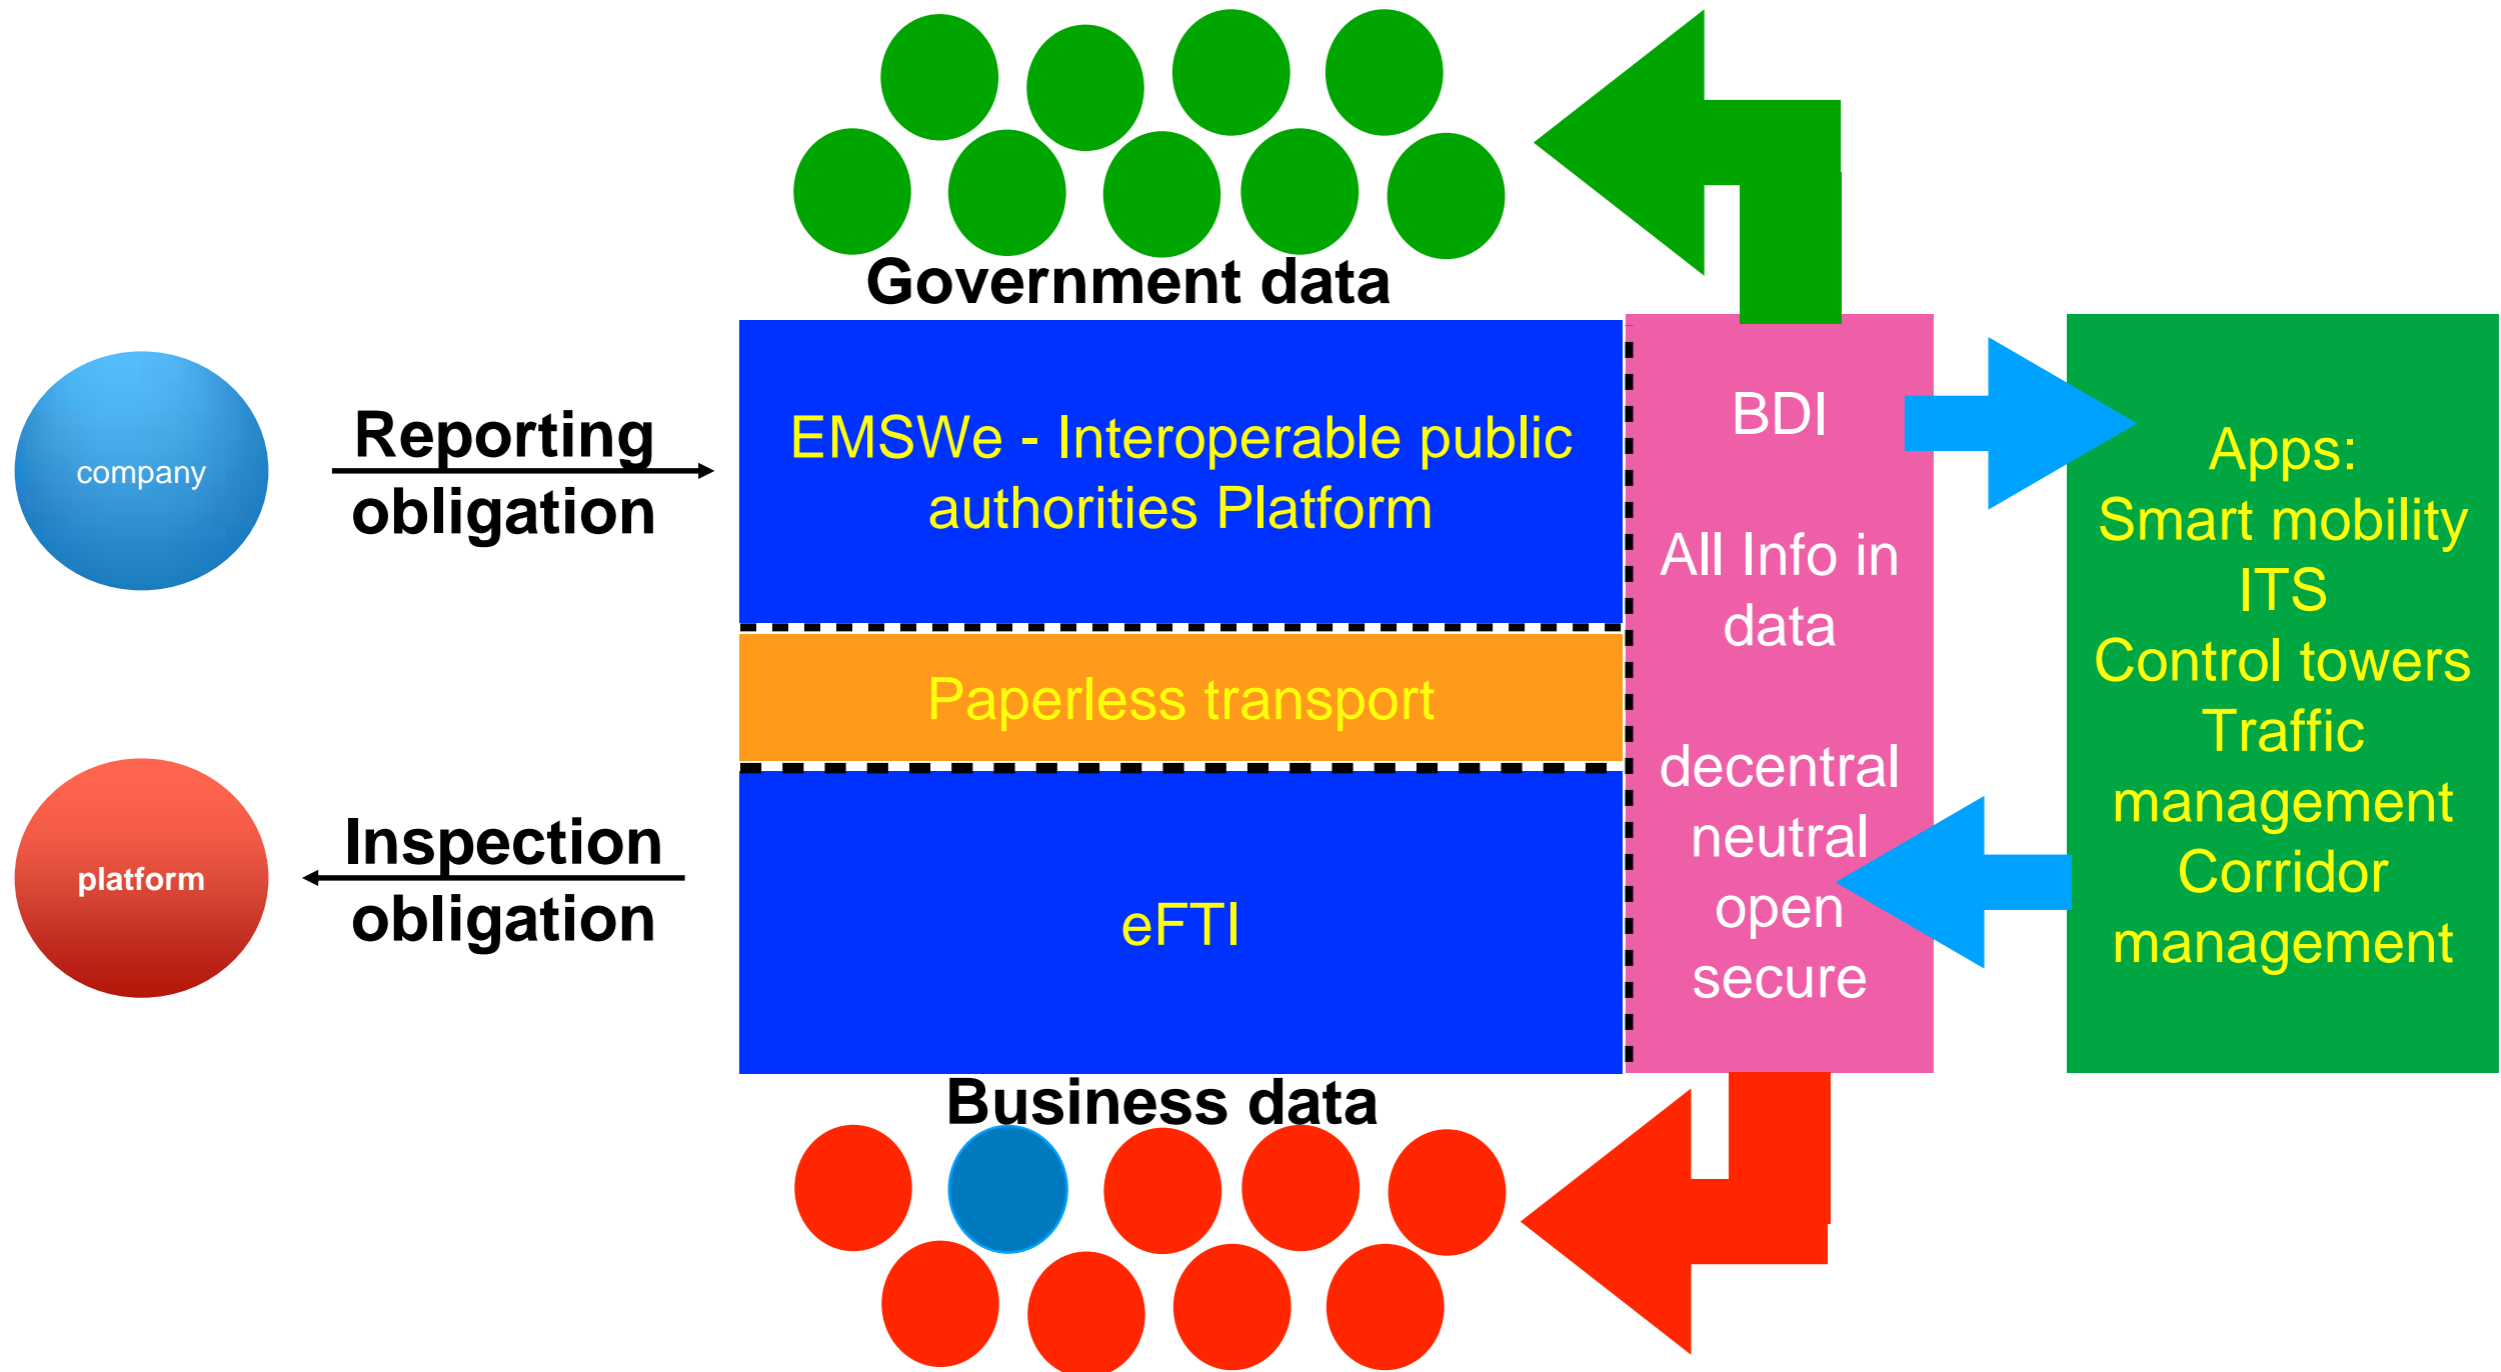 Government data
company
Reporting
obligation
EMSWe - Interoperable public
authorities Platform
Paperless transport
platform
Inspection
obligation
eFTI
Business data
BDI
All Info in
data
decentral
neutral
open
secure
Apps:
Smart mobility
ITS
Control towers
Traffic
management
Corridor
management